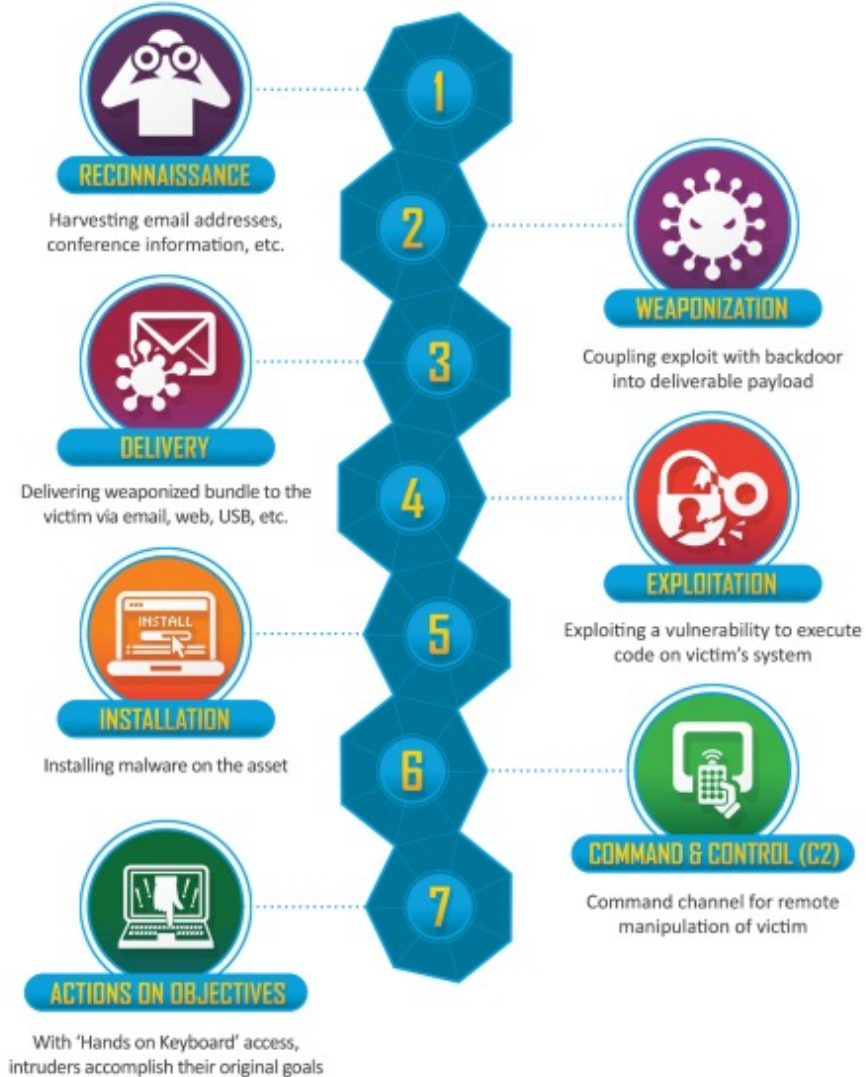 1
RECONNAISSANCE
Harvesting email addresses,
conference information, etc.
2
WEAPONIZATION
Coupling exploit with backdoor
into deliverable payload
3
DELIVERY
Delivering weaponized bundle to the
victim via email, web, USB, etc.
4
EXPLOITATION
Exploiting a vulnerability to execute
code on victim's system
5
INSTALL
INSTALLATION
Installing malware on the asset
6
COMMAND & CONTROL (C2)
Command channel for remote
manipulation of victim
7
ACTIONS ON OBJECTIVES
With ‘Hands on Keyboard’ access,
intruders accomplish their original goals